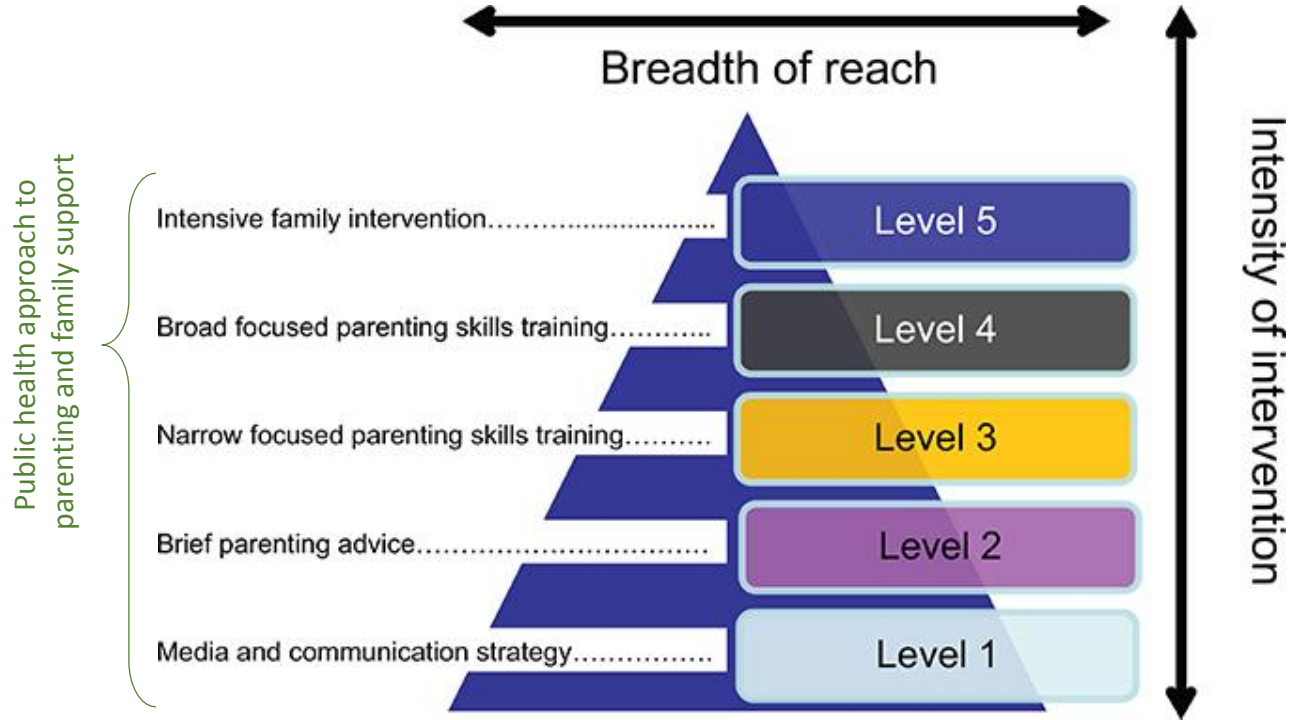 Breadth of reach
Intensity of intervention
Public health approach to
parenting and family support
Intensive family intervention........................
Level 5
Broad focused parenting skills training............
Level 4
Narrow focused parenting skills training..........
Level 3
Brief parenting advice.................................
Level 2
Media and communication strategy................
Level 1